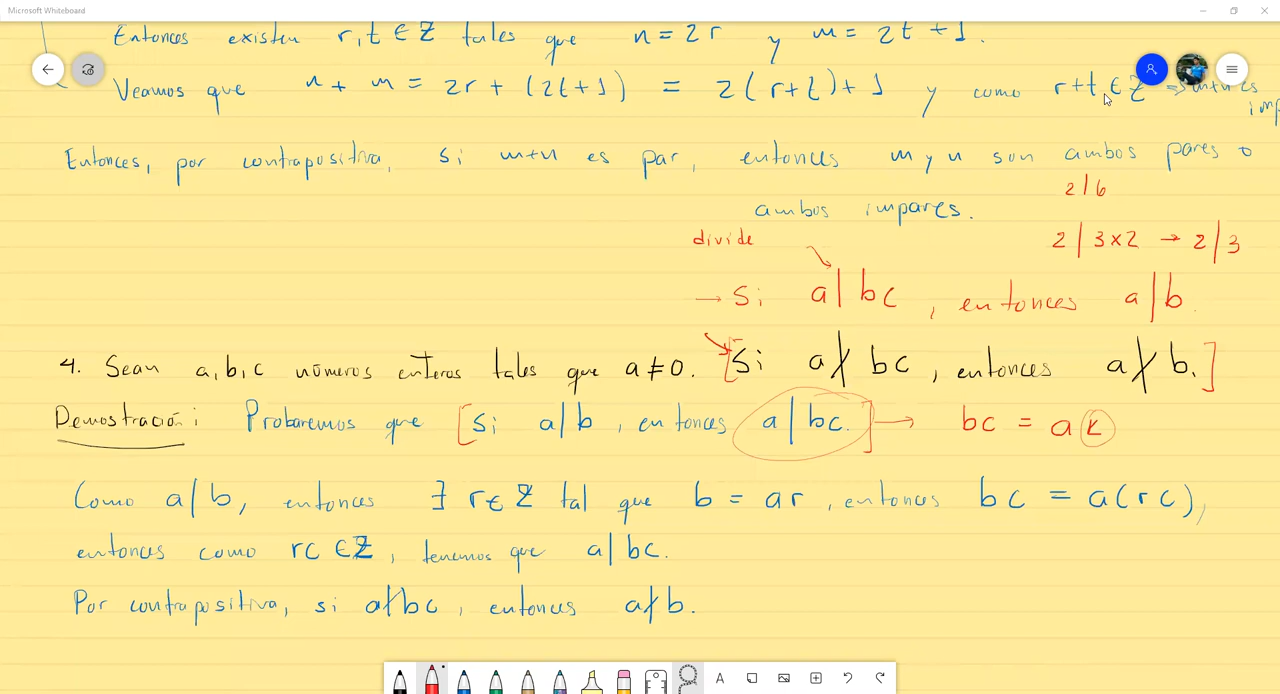 Microsoft Whiteboard
Entonces existen r,t ∈ Z tales que n = 2r y m = 2t + 1.
Veamos que n + m = 2r + (2t+1) = 2(r+t)+1 y como r+t ∈ Z ⇒ m+n es
imp
Entonces, por contrapositiva, si m+n es par, entonces m y n son ambos pares o
2|6
ambos impares.
divide
2 | 3x2 → 2|3
→ Si a|bc, entonces a|b.
4. Sean a,b,c números enteros tales que a≠0. [Si a∤bc, entonces a∤b.]
Demostración: Probaremos que [si a|b, entonces a|bc.] → bc = a k
Como a|b, entonces ∃ r∈Z tal que b = ar, entonces bc = a(rc),
entonces como rc ∈ Z, tenemos que a|bc.
Por contrapositiva, si a∤bc, entonces a∤b.
A